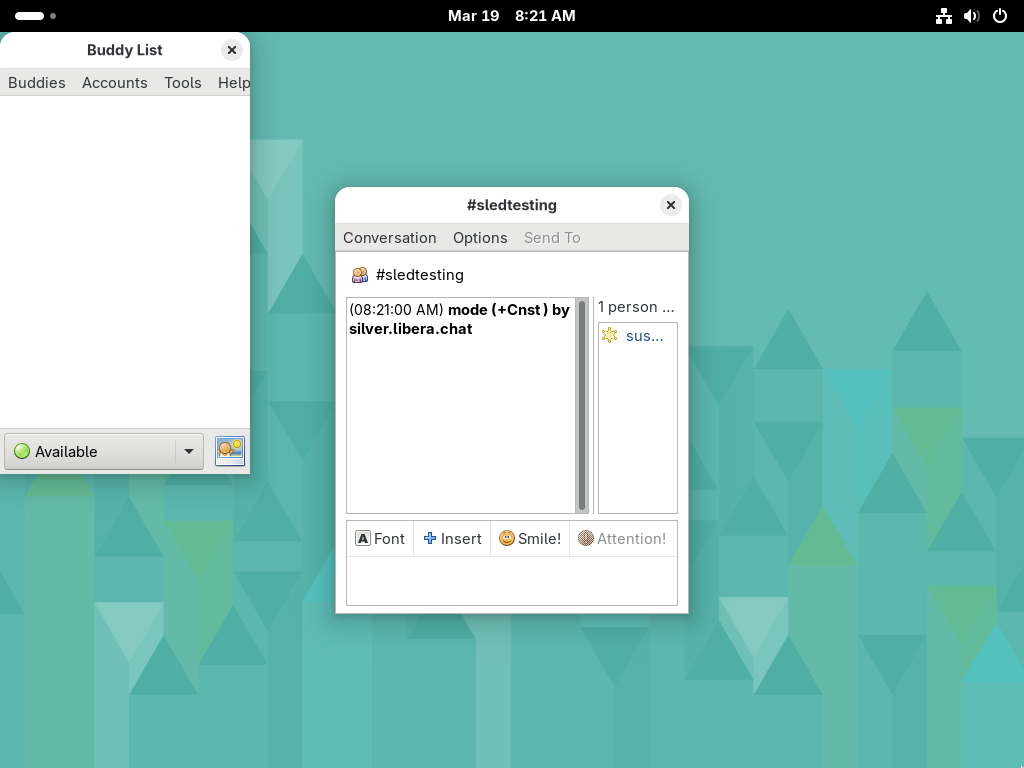 Mar 19 8:21 AM
Buddy List
Buddies Accounts Tools Help
Available
#sledtesting
Conversation Options Send To
#sledtesting
(08:21:00 AM) mode (+Cnst ) by
silver.libera.chat
1 person ...
sus...
A Font Insert Smile! Attention!